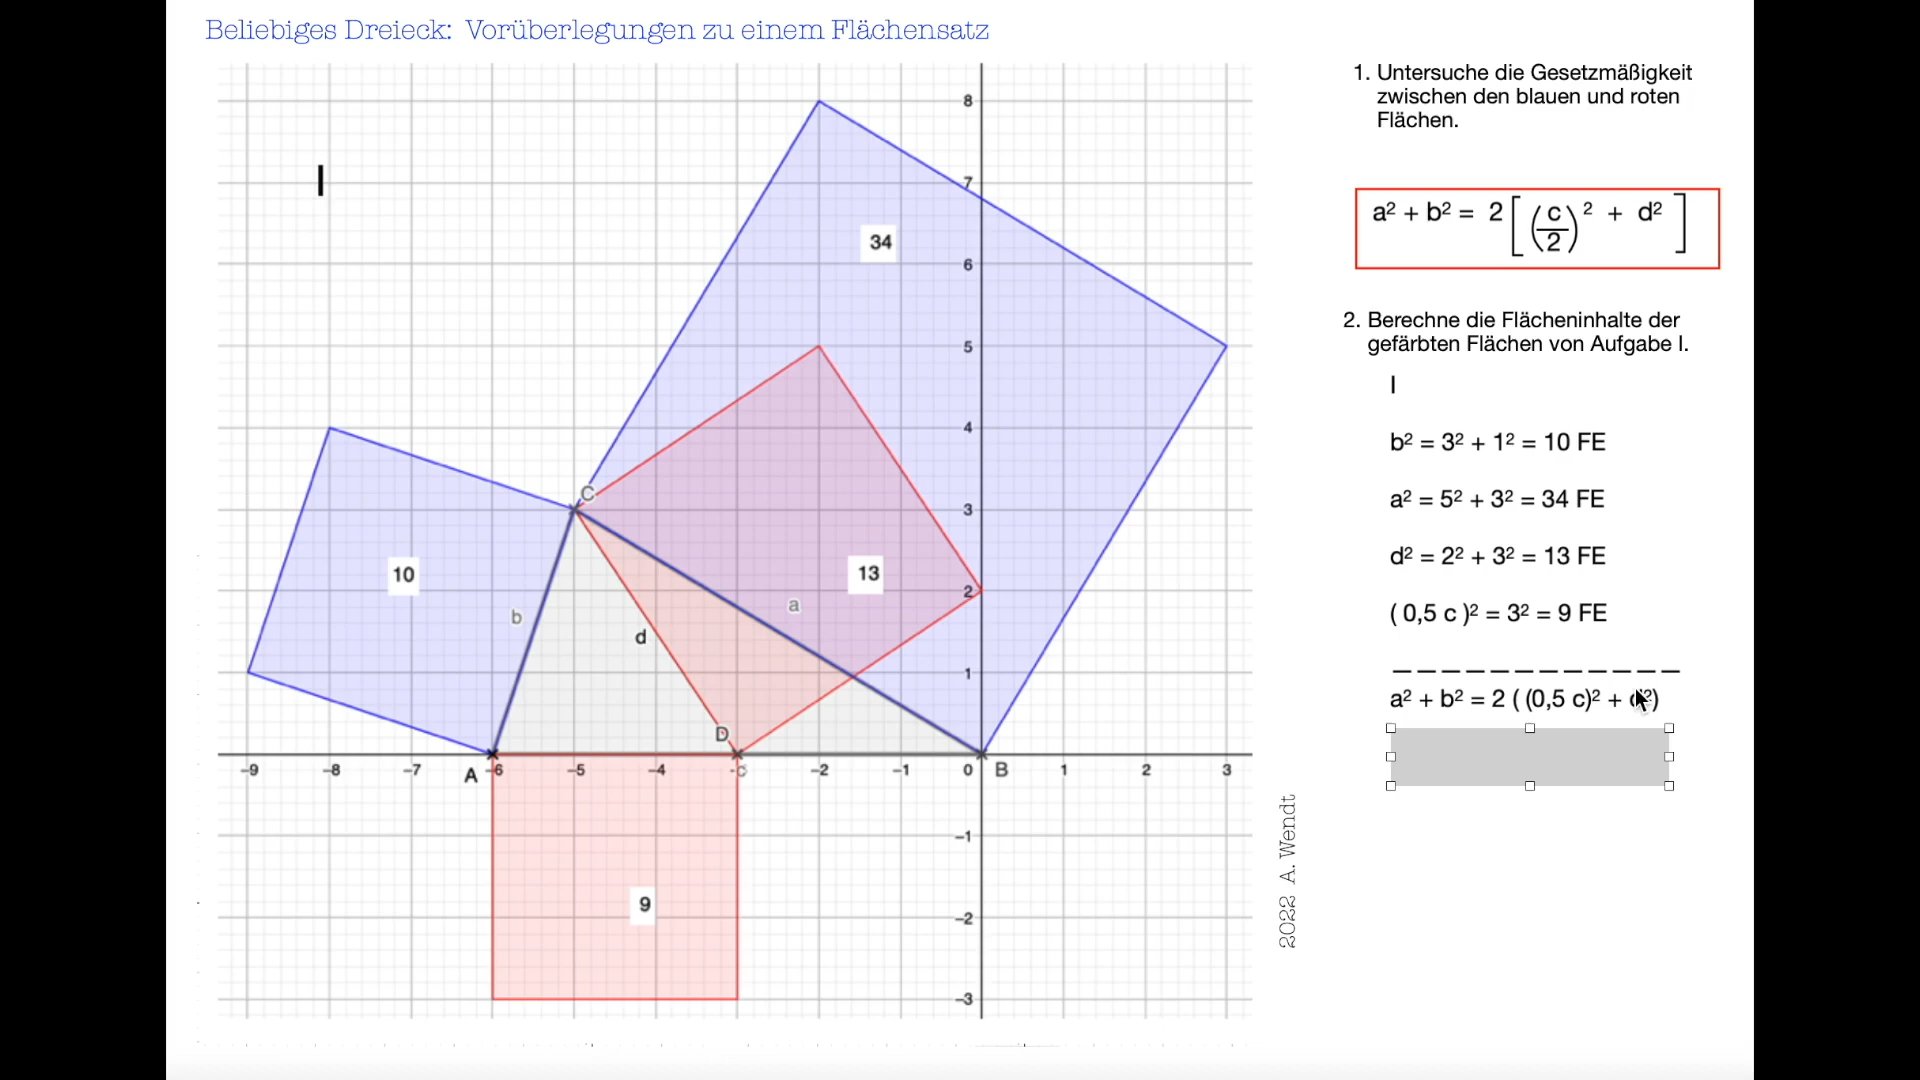 Beliebiges Dreieck: Vorüberlegungen zu einem Flächensatz
1. Untersuche die Gesetzmäßigkeit
zwischen den blauen und roten
Flächen.
a² + b² = 2 [ (c/2)² + d² ]
2. Berechne die Flächeninhalte der
gefärbten Flächen von Aufgabe I.
I
b² = 3² + 1² = 10 FE
a² = 5² + 3² = 34 FE
d² = 2² + 3² = 13 FE
( 0,5 c )² = 3² = 9 FE
a² + b² = 2 ( (0,5 c)² +
I
8
7
34
6
5
4
C
3
10
13
2
a
b
d
1
D
–9 –8 –7 A –6 –5 –4 –2 –1 0 B 1 2 3
–1
9
–2
–3
2022 A. Wendt